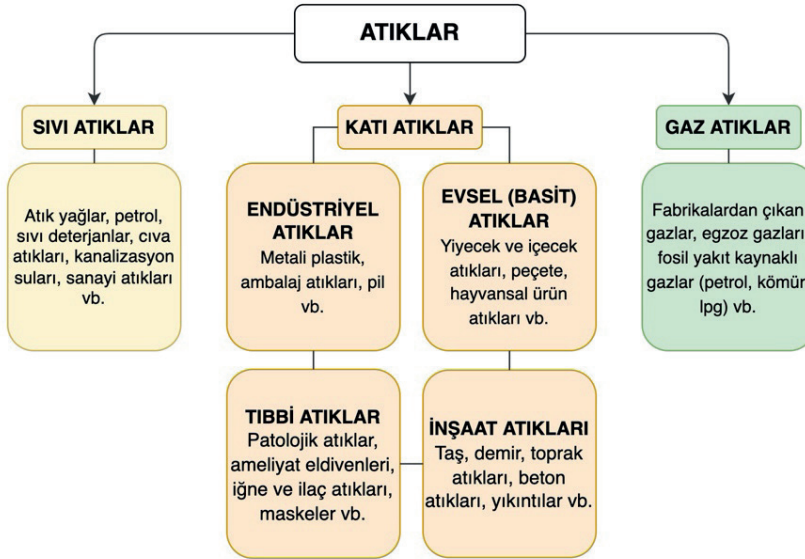 ATIKLAR
SIVI ATIKLAR
Atık yağlar, petrol,
sıvı deterjanlar, cıva
atıkları, kanalizasyon
suları, sanayi atıkları
vb.
KATI ATIKLAR
ENDÜSTRİYEL
ATIKLAR
Metali plastik,
ambalaj atıkları, pil
vb.
EVSEL (BASİT)
ATIKLAR
Yiyecek ve içecek
atıkları, peçete,
hayvansal ürün
atıkları vb.
TIBBİ ATIKLAR
Patolojik atıklar,
ameliyat eldivenleri,
iğne ve ilaç atıkları,
maskeler vb.
İNŞAAT ATIKLARI
Taş, demir, toprak
atıkları, beton
atıkları, yıkıntılar vb.
GAZ ATIKLAR
Fabrikalardan çıkan
gazlar, egzoz gazları
fosil yakıt kaynaklı
gazlar (petrol, kömür
lpg) vb.